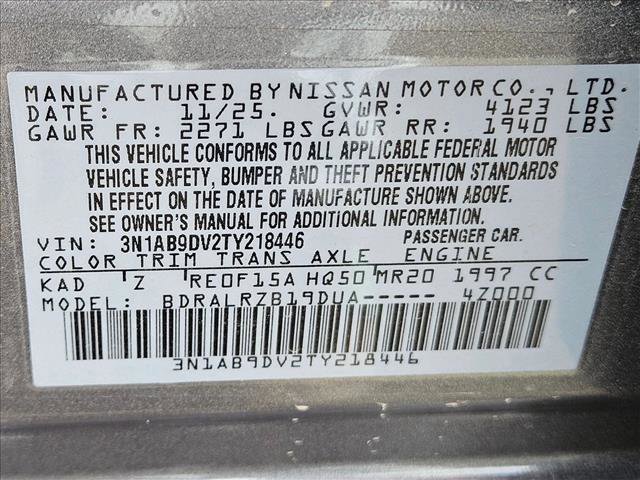 MANUFACTURED BY NISSAN MOTOR CO., LTD.
DATE: 11/25. GVWR: 4123 LBS
GAWR FR: 2271 LBS GAWR RR: 1940 LBS
THIS VEHICLE CONFORMS TO ALL APPLICABLE FEDERAL MOTOR
VEHICLE SAFETY, BUMPER AND THEFT PREVENTION STANDARDS
IN EFFECT ON THE DATE OF MANUFACTURE SHOWN ABOVE.
SEE OWNER'S MANUAL FOR ADDITIONAL INFORMATION.
VIN: 3N1AB9DV2TY218446 PASSENGER CAR.
COLOR TRIM TRANS AXLE ENGINE
KAD Z RE0F15A HQ50 MR20 1997 CC
MODEL: BDRALRZB19DUA----- 4Z000
3N1AB9DV2TY218446